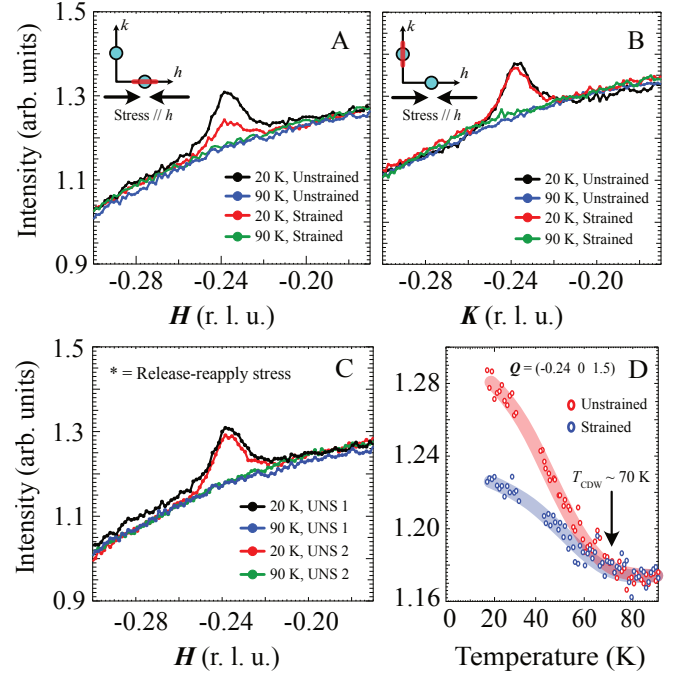 A
k
h
Stress // h
1.5
1.3
1.1
0.9
Intensity (arb. units)
20 K, Unstrained
90 K, Unstrained
20 K, Strained
90 K, Strained
-0.28
-0.24
-0.20
H (r. l. u.)
B
k
h
Stress // h
20 K, Unstrained
90 K, Unstrained
20 K, Strained
90 K, Strained
-0.28
-0.24
-0.20
K (r. l. u.)
C
* = Release-reapply stress
1.5
1.3
1.1
0.9
Intensity (arb. units)
20 K, UNS 1
90 K, UNS 1
20 K, UNS 2
90 K, UNS 2
-0.28
-0.24
-0.20
H (r. l. u.)
D
Q = (-0.24 0 1.5)
Unstrained
Strained
TCDW ~ 70 K
1.28
1.24
1.20
1.16
0
20
40
60
80
Temperature (K)